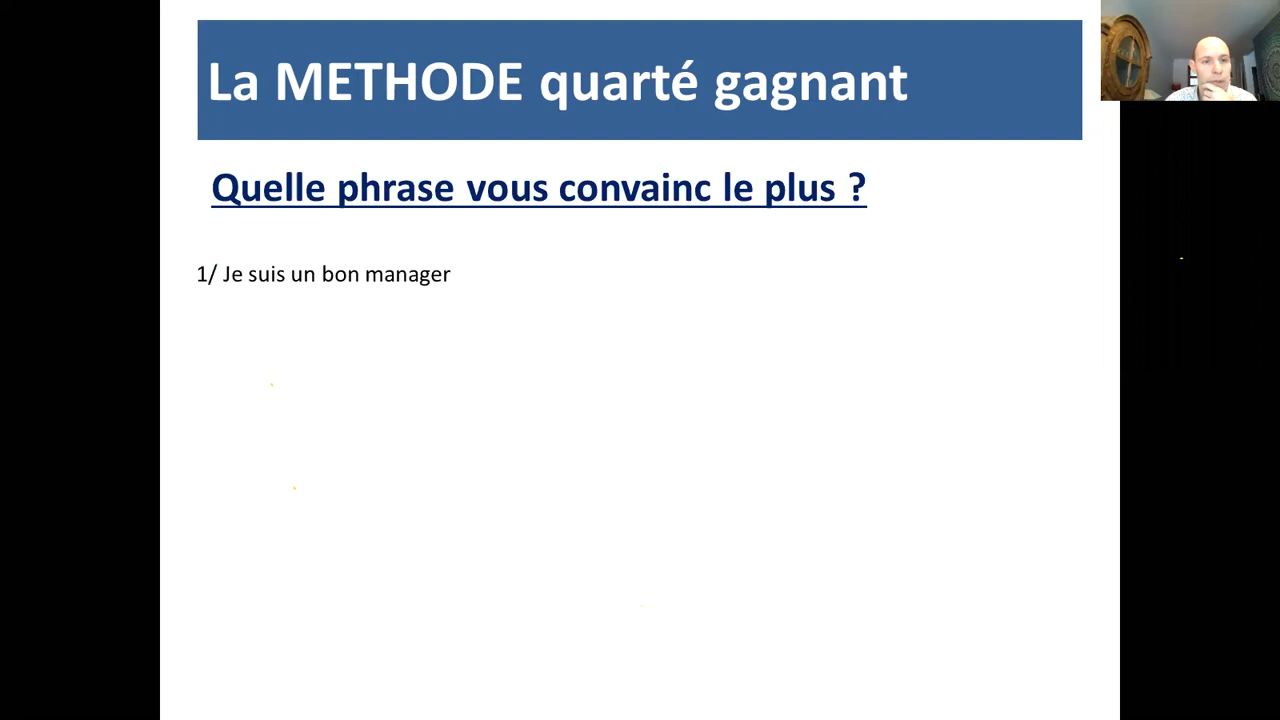 La METHODE quarté gagnant
Quelle phrase vous convainc le plus ?
1/ Je suis un bon manager